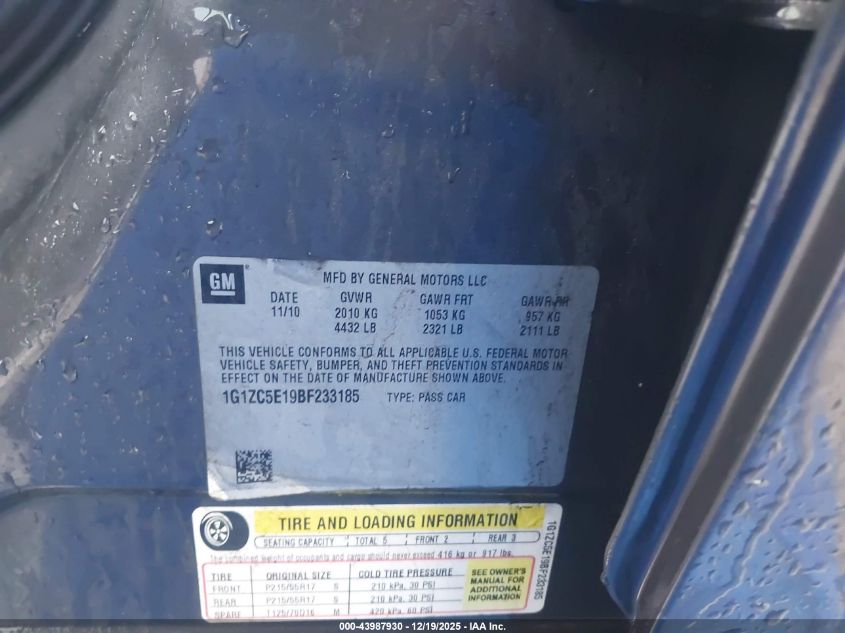 GM
MFD BY GENERAL MOTORS LLC
DATE GVWR GAWR FRT GAWR RR
11/10 2010 KG 1053 KG 957 KG
4432 LB 2321 LB 2111 LB
THIS VEHICLE CONFORMS TO ALL APPLICABLE U.S. FEDERAL MOTOR
VEHICLE SAFETY, BUMPER, AND THEFT PREVENTION STANDARDS IN
EFFECT ON THE DATE OF MANUFACTURE SHOWN ABOVE.
1G1ZC5E19BF233185 TYPE: PASS CAR
TIRE AND LOADING INFORMATION
SEATING CAPACITY TOTAL 5 FRONT 2 REAR 3
The combined weight of occupants and cargo should never exceed 416 kg or 917 lbs.
TIRE ORIGINAL SIZE COLD TIRE PRESSURE
FRONT P215/55R17 S 210 kPa, 30 PSI
REAR P215/55R17 S 210 kPa, 30 PSI
SPARE T125/70D16 M 420 kPa, 60 PSI
SEE OWNER'S
MANUAL FOR
ADDITIONAL
INFORMATION
1G1ZC5E19BF233185
000-43987930 - 12/19/2025 - IAA Inc.